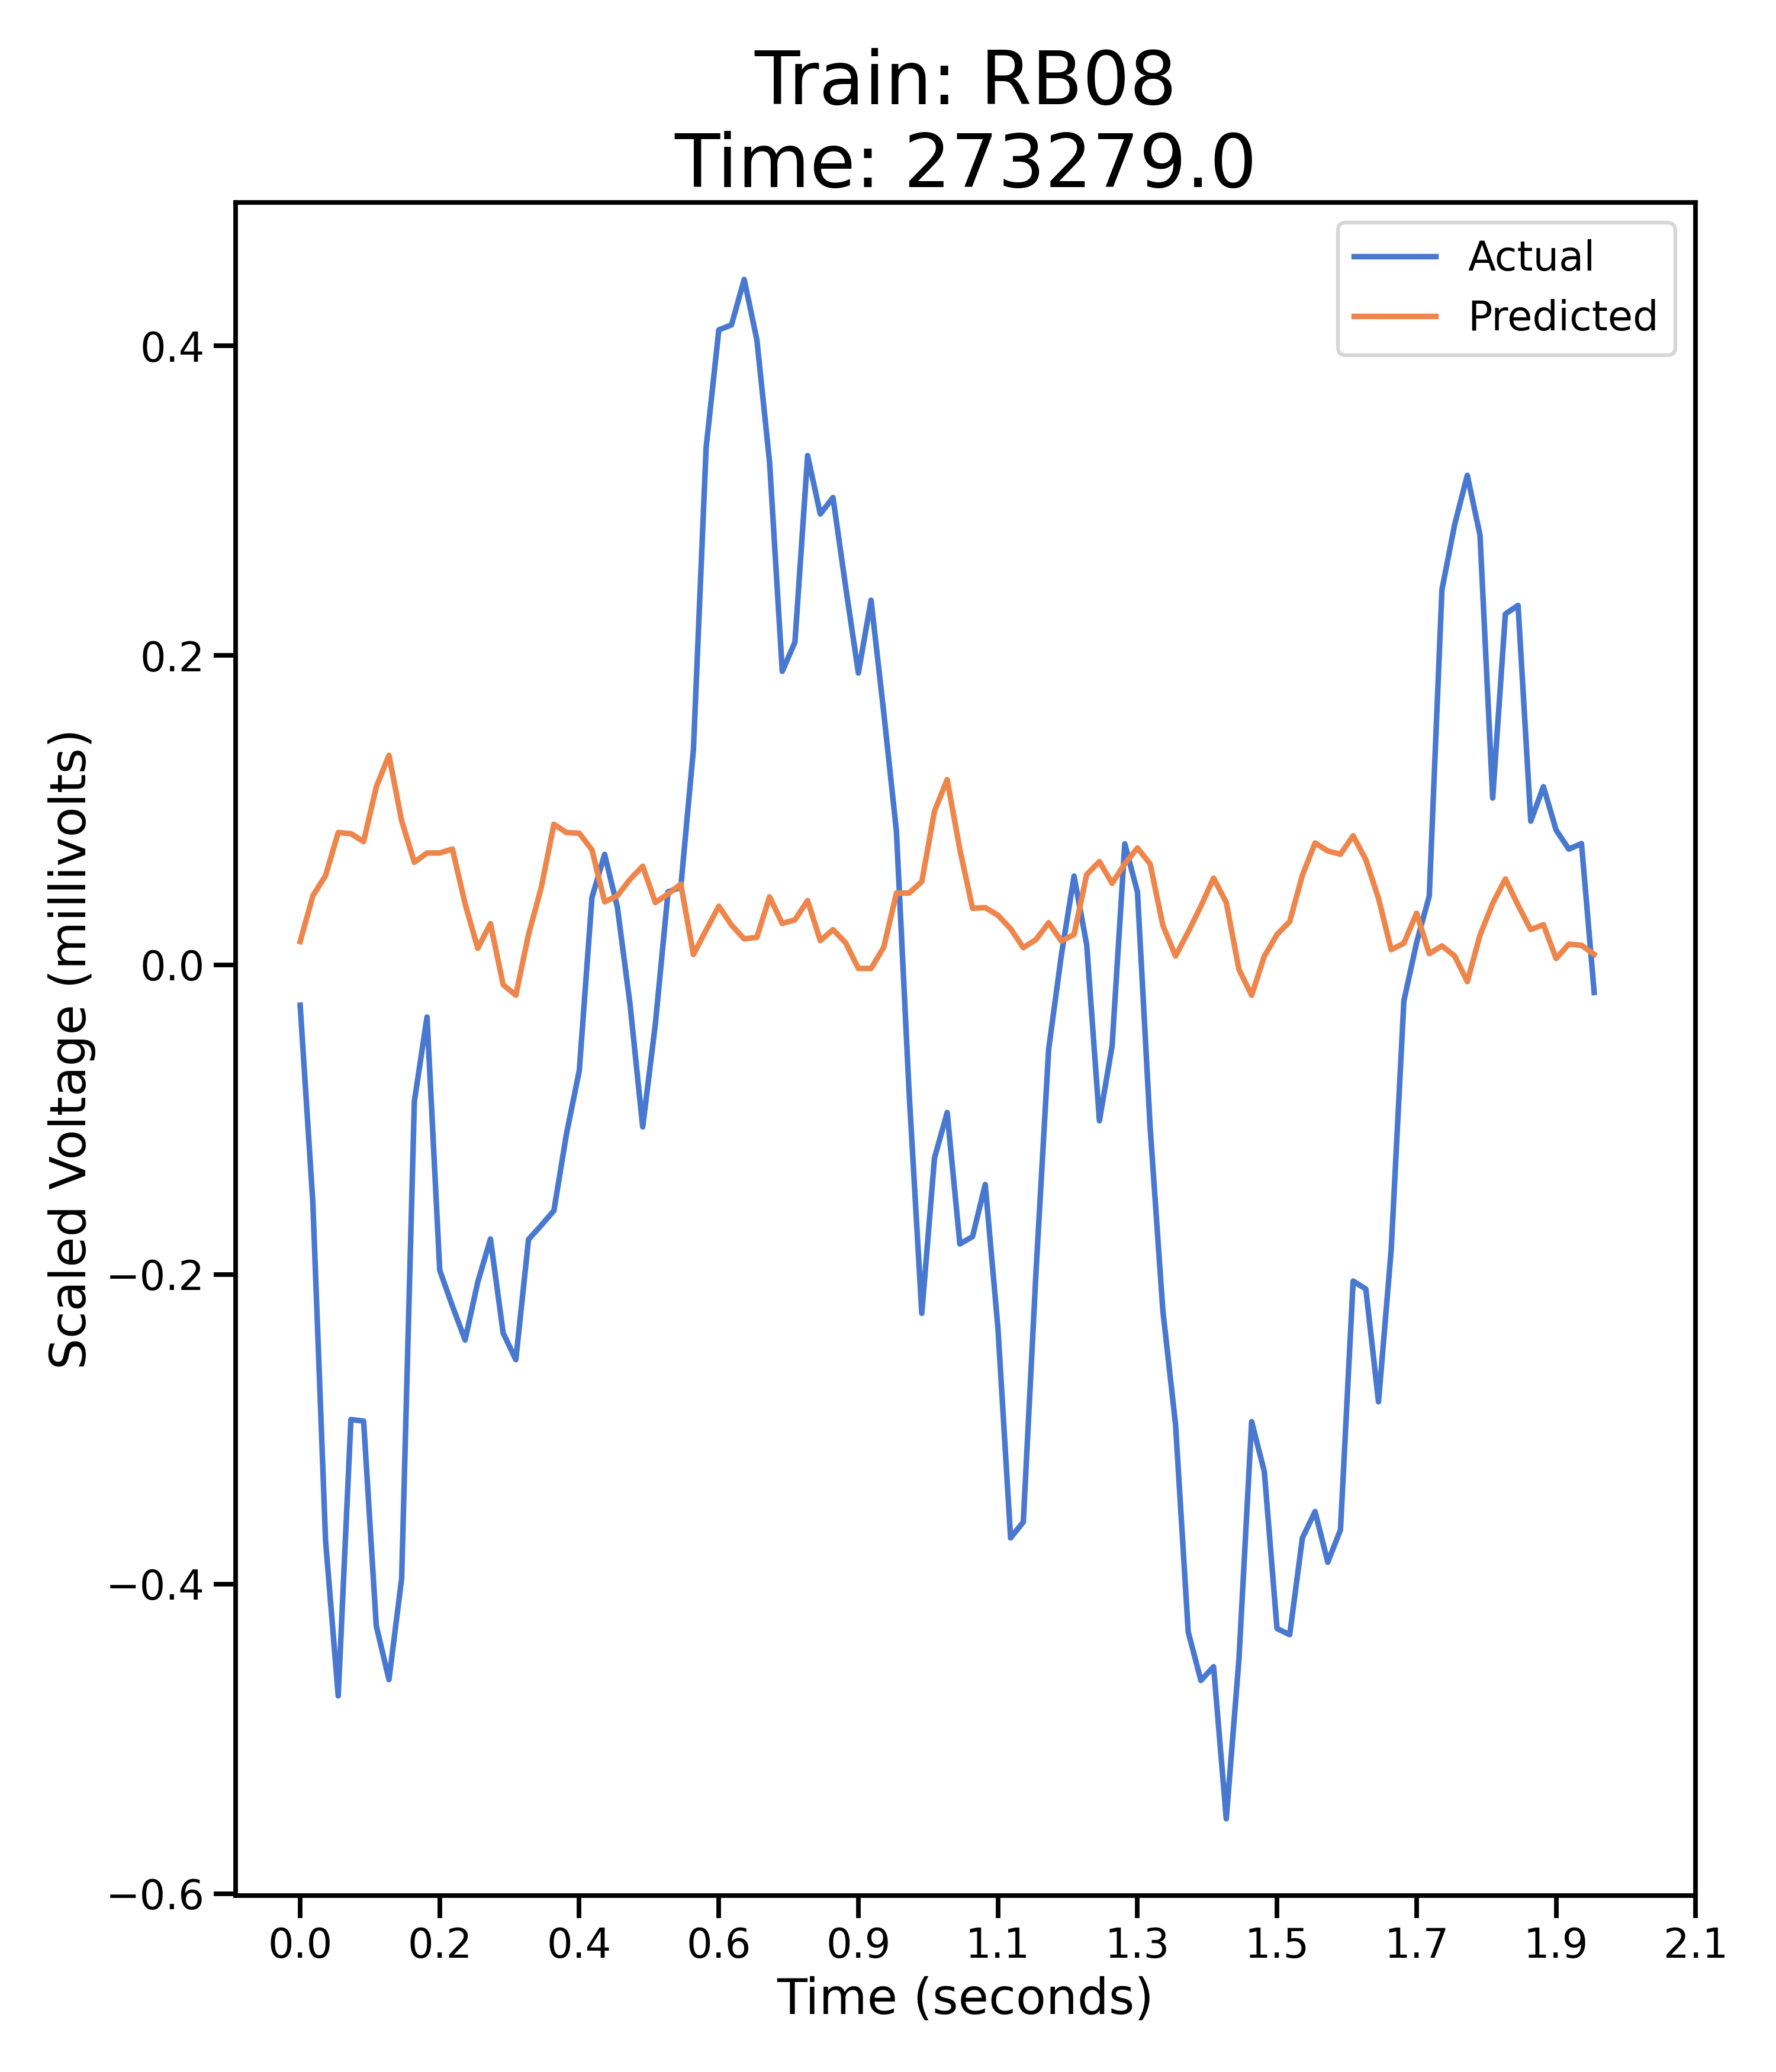 Train: RB08
Time: 273279.0
Actual
Predicted
0.4
0.2
0.0
−0.2
−0.4
−0.6
Scaled Voltage (millivolts)
0.0 0.2 0.4 0.6 0.9 1.1 1.3 1.5 1.7 1.9 2.1
Time (seconds)